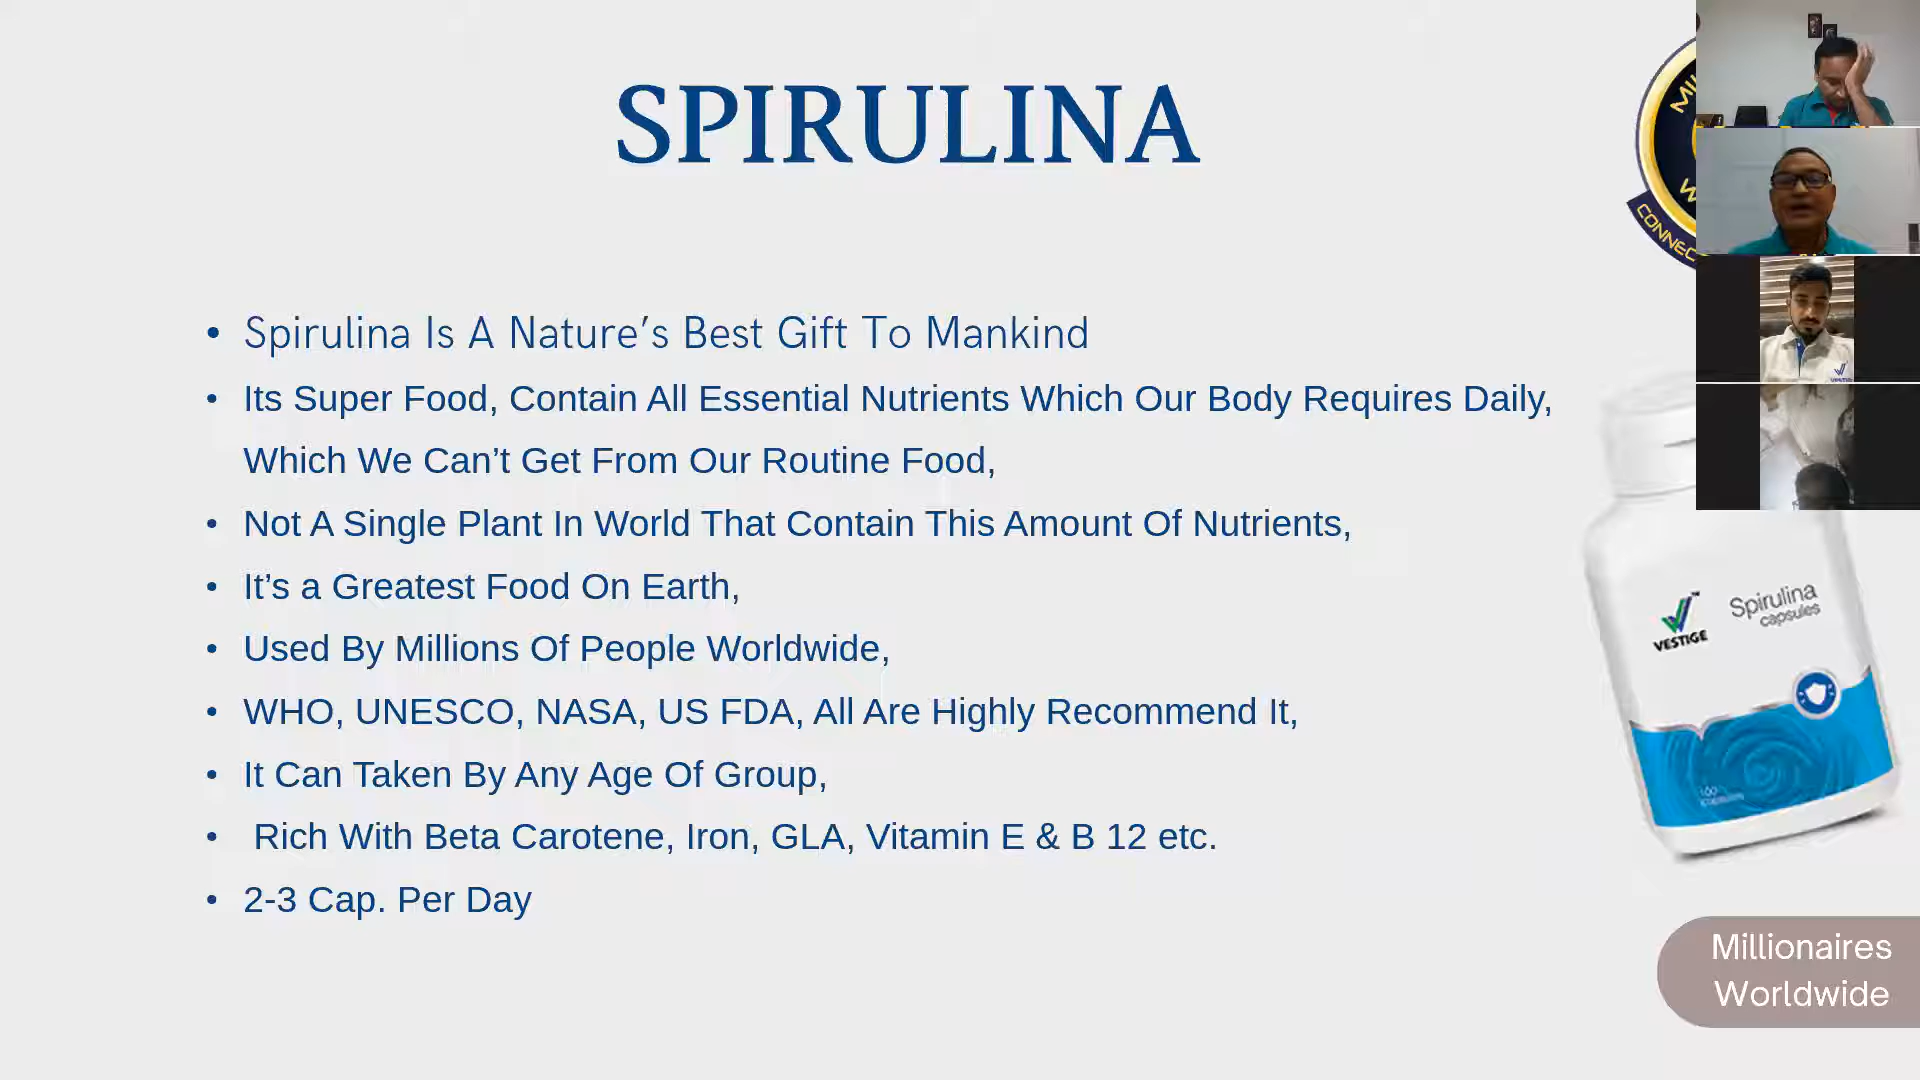 SPIRULINA
• Spirulina Is A Nature’s Best Gift To Mankind
• Its Super Food, Contain All Essential Nutrients Which Our Body Requires Daily,
Which We Can’t Get From Our Routine Food,
• Not A Single Plant In World That Contain This Amount Of Nutrients,
• It’s a Greatest Food On Earth,
• Used By Millions Of People Worldwide,
• WHO, UNESCO, NASA, US FDA, All Are Highly Recommend It,
• It Can Taken By Any Age Of Group,
• Rich With Beta Carotene, Iron, GLA, Vitamin E & B 12 etc.
• 2-3 Cap. Per Day
VESTIGE
Spirulina
capsules
Millionaires
Worldwide